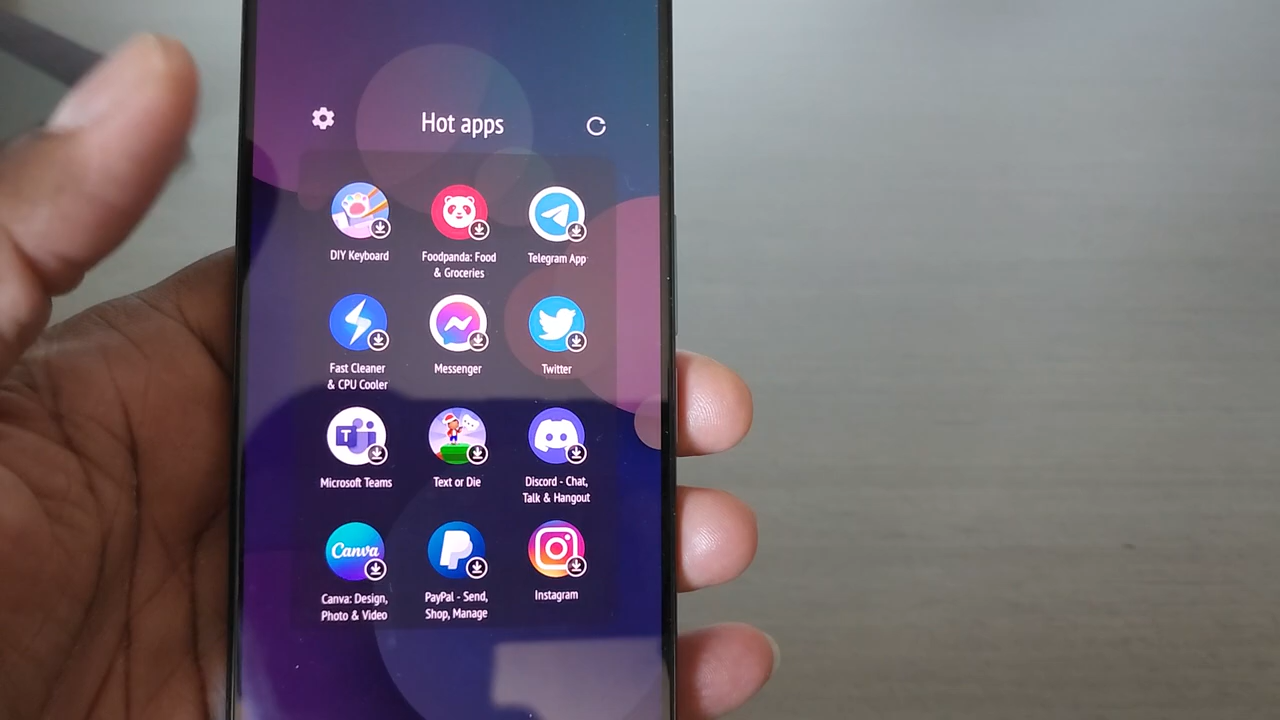 Hot apps
DIY Keyboard
Foodpanda: Food
& Groceries
Telegram App
Fast Cleaner
& CPU Cooler
Messenger
Twitter
T
Microsoft Teams
Text or Die
Discord - Chat,
Talk & Hangout
Canva
Canva: Design,
Photo & Video
PayPal - Send,
Shop, Manage
Instagram